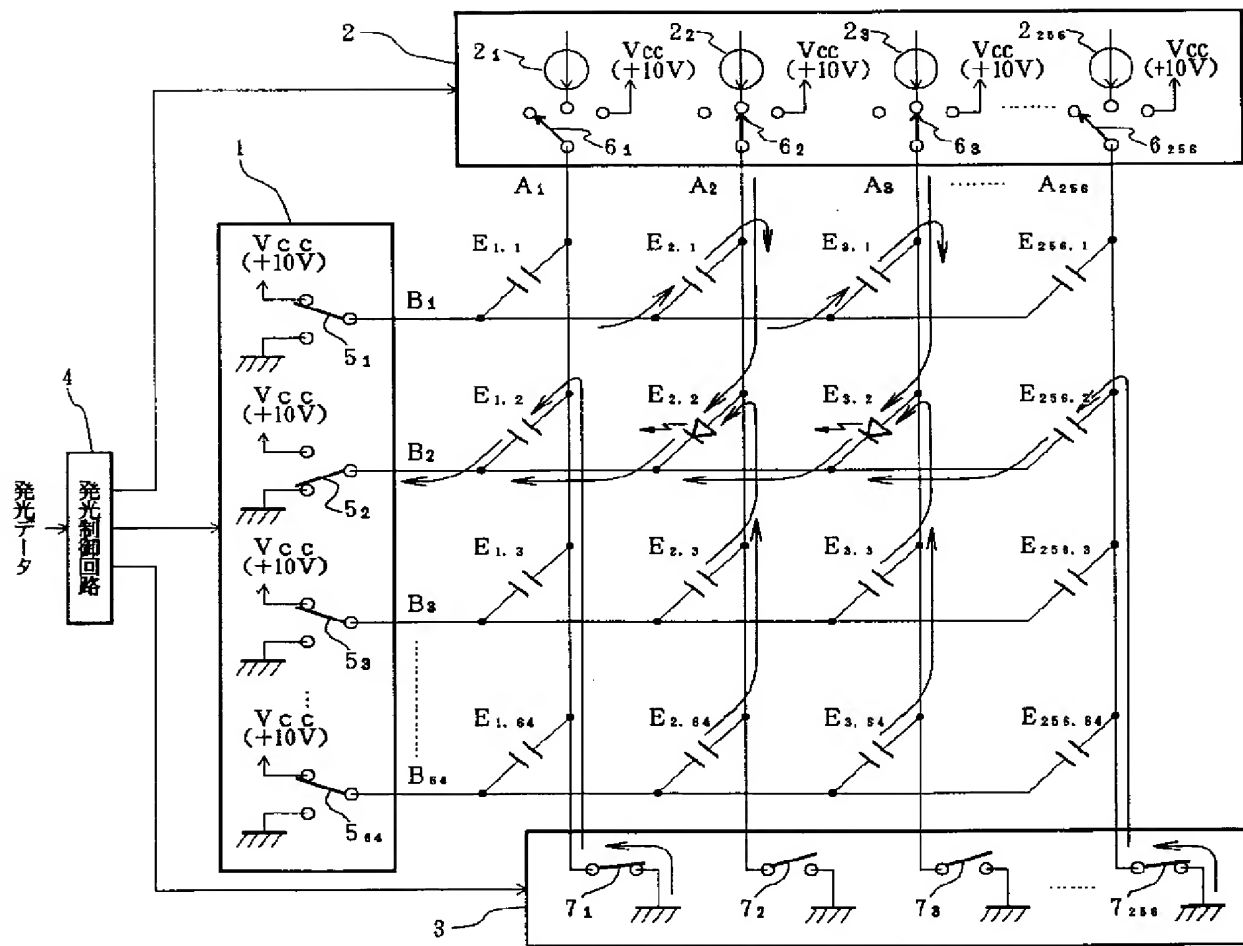 2
2₁ 2₂ 2₃ 2₂₅₆
Vcc (+10V) Vcc (+10V) Vcc (+10V) Vcc (+10V)
6₁ 6₂ 6₃ 6₂₅₆
A₁ A₂ A₃ A₂₅₆
1
Vcc
(+10V)
5₁
B₁
E₁.₁ E₂.₁ E₃.₁ E₂₅₆.₁
4
発光データ
発光制御回路
Vcc
(+10V)
5₂
B₂
E₁.₂ E₂.₂ E₃.₂ E₂₅₆.₂
Vcc
(+10V)
5₃
B₃
E₁.₃ E₂.₃ E₃.₃ E₂₅₆.₃
Vcc
(+10V)
5₆₄
B₆₄
E₁.₆₄ E₂.₆₄ E₃.₆₄ E₂₅₆.₆₄
7₁ 7₂ 7₃ 7₂₅₆
3